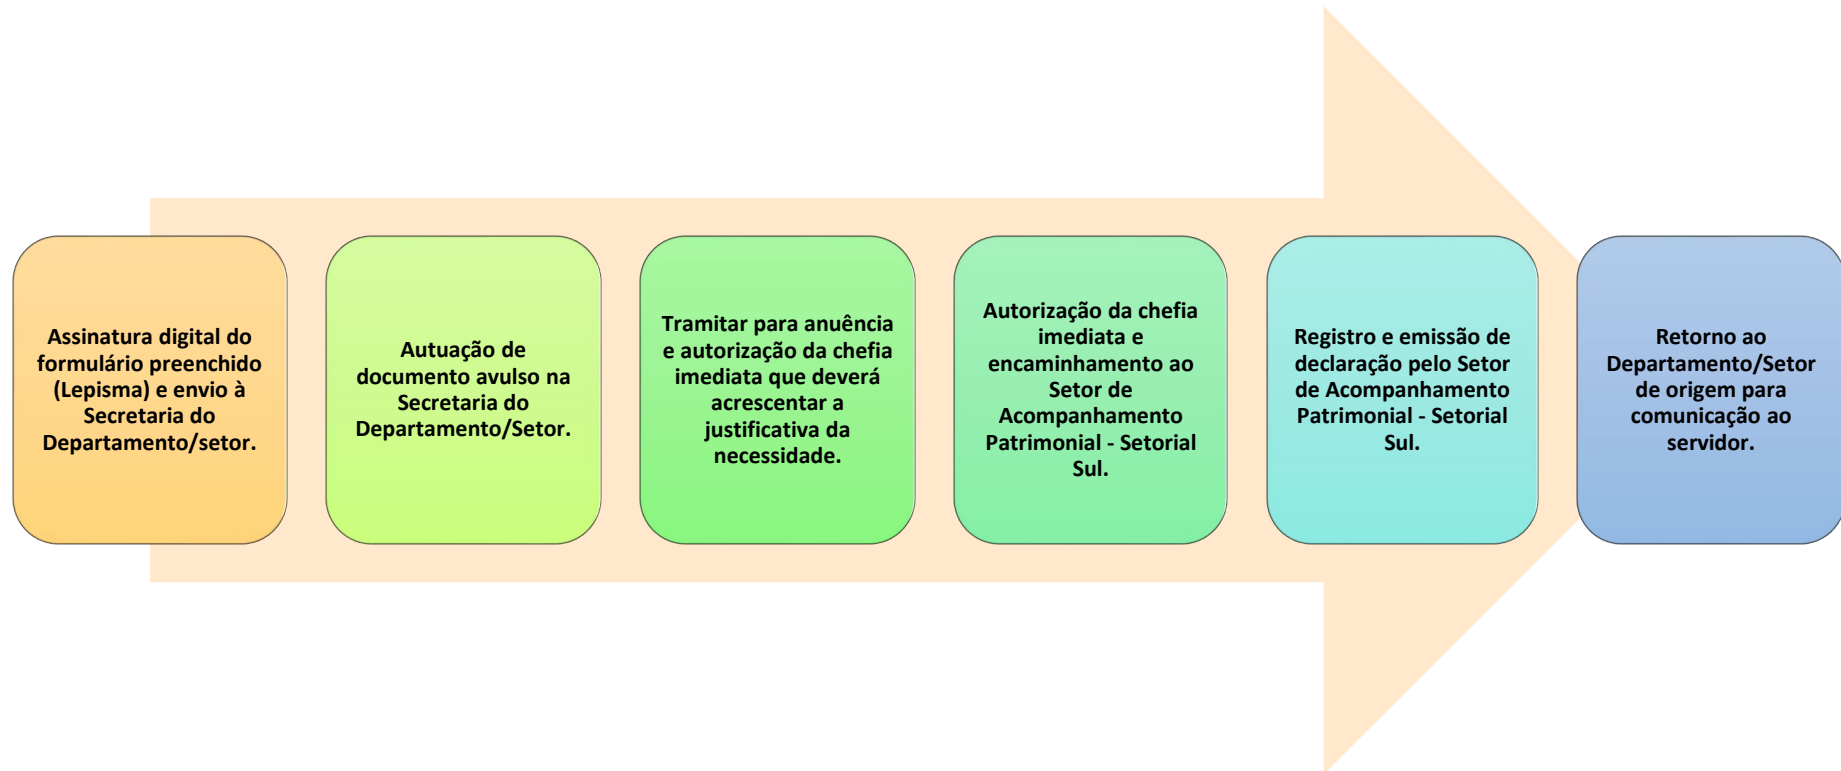 Assinatura digital do
formulário preenchido
(Lepisma) e envio à
Secretaria do
Departamento/setor.
Autuação de
documento avulso na
Secretaria do
Departamento/Setor.
Tramitar para anuência
e autorização da chefia
imediata que deverá
acrescentar a
justificativa da
necessidade.
Autorização da chefia
imediata e
encaminhamento ao
Setor de
Acompanhamento
Patrimonial - Setorial
Sul.
Registro e emissão de
declaração pelo Setor
de Acompanhamento
Patrimonial - Setorial
Sul.
Retorno ao
Departamento/Setor
de origem para
comunicação ao
servidor.